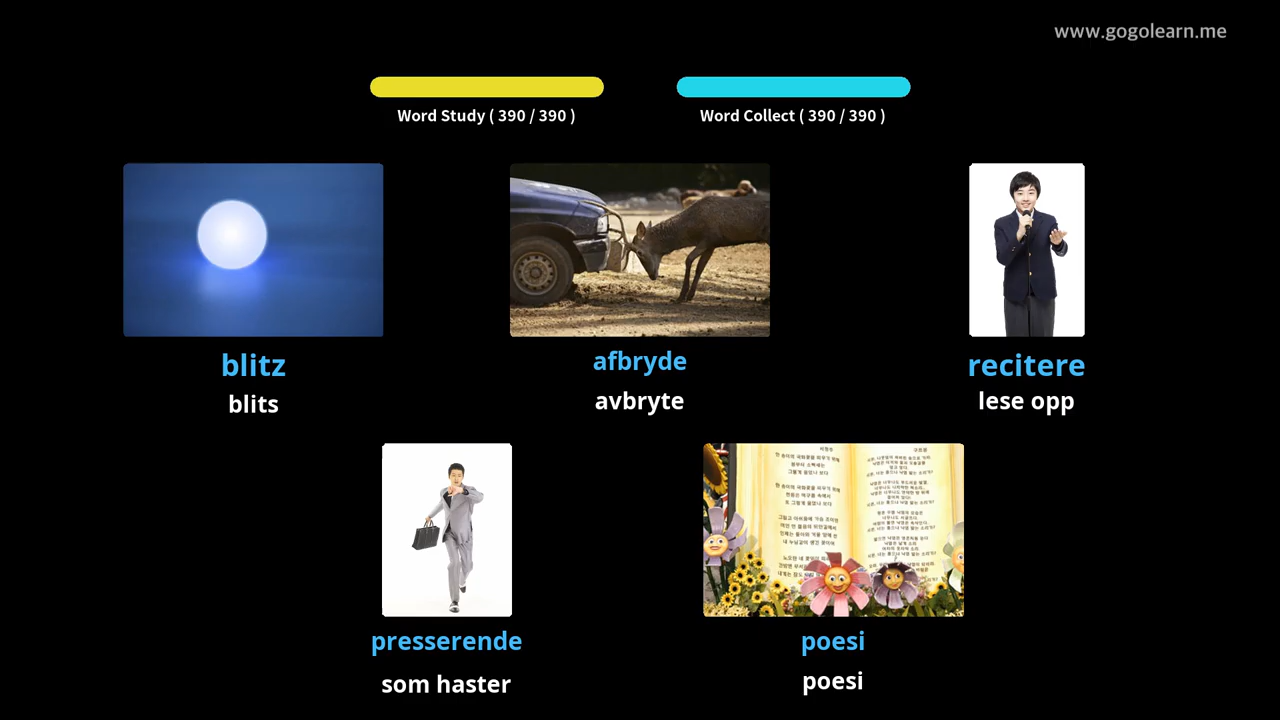 www.gogolearn.me
Word Study ( 390 / 390 )
Word Collect ( 390 / 390 )
blitz
blits
afbryde
avbryte
recitere
lese opp
presserende
som haster
poesi
poesi